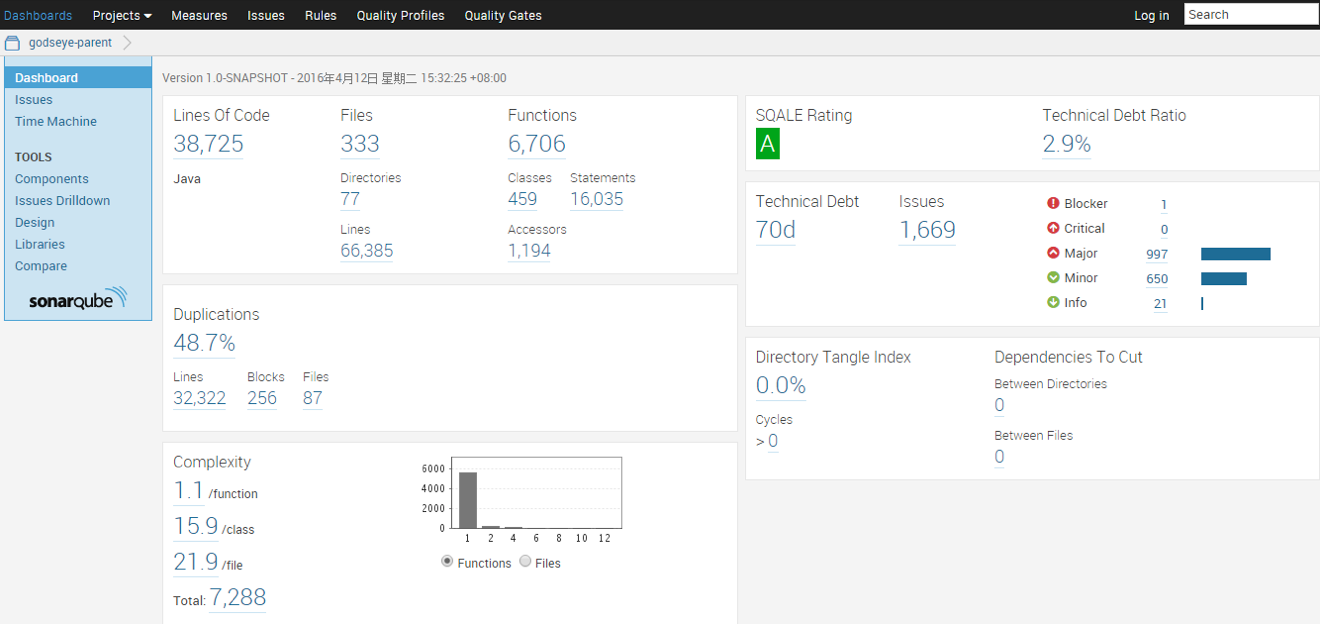 Dashboards Projects Measures Issues Rules Quality Profiles Quality Gates Log in Search
godseye-parent
Dashboard
Issues
Time Machine
TOOLS
Components
Issues Drilldown
Design
Libraries
Compare
sonarqube
Version 1.0-SNAPSHOT - 2016年4月12日 星期二 15:32:25 +08:00
Lines Of Code Files Functions
38,725 333 6,706
Java Directories Classes Statements
77 459 16,035
Lines Accessors
66,385 1,194
Duplications
48.7%
Lines Blocks Files
32,322 256 87
Complexity
1.1 /function
15.9 /class
21.9 /file
Total: 7,288
6000
4000
2000
0
1 2 4 6 8 10 12
Functions Files
SQALE Rating Technical Debt Ratio
A 2.9%
Technical Debt Issues
70d 1,669
Blocker 1
Critical 0
Major 997
Minor 650
Info 21
Directory Tangle Index Dependencies To Cut
0.0% Between Directories
0
Cycles
> 0
Between Files
0